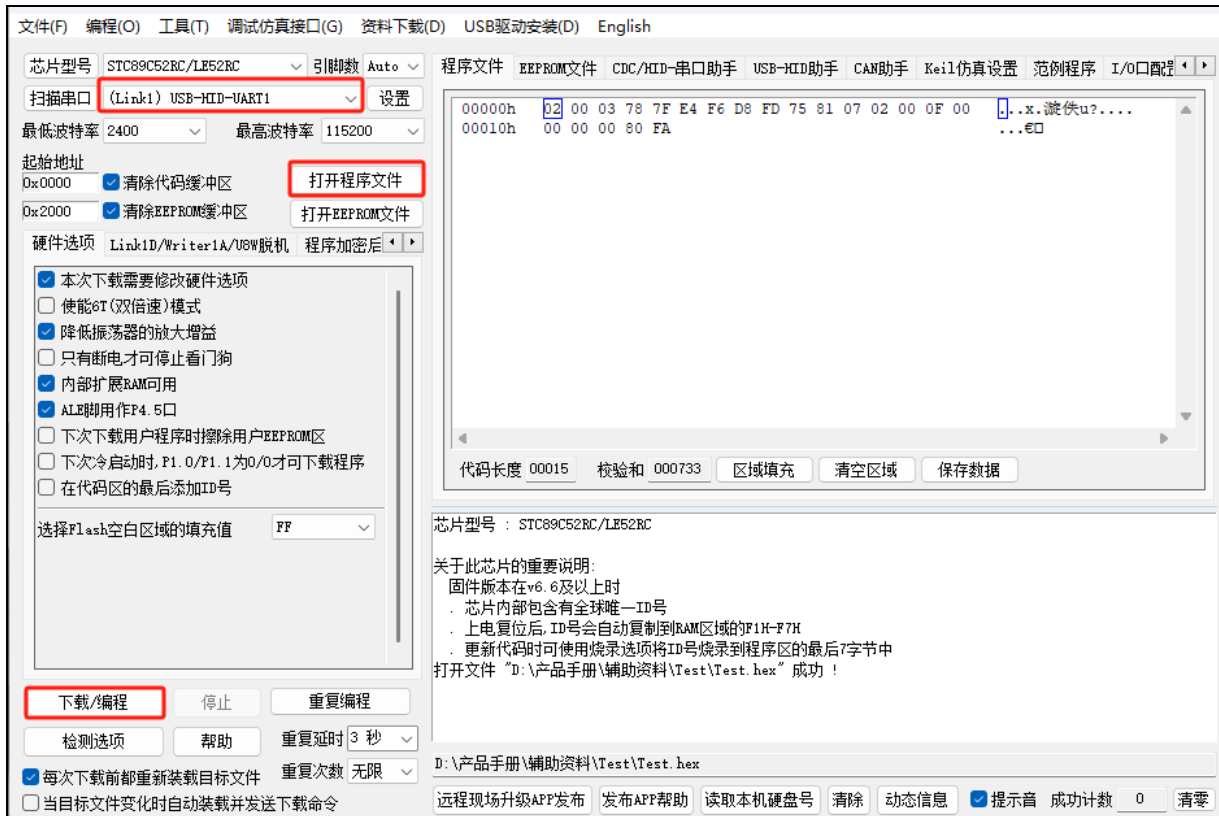 文件(F) 编程(O) 工具(T) 调试仿真接口(G) 资料下载(D) USB驱动安装(D) English
芯片型号 STC89C52RC/LE52RC 引脚数 Auto
扫描串口 (Link1) USB-HID-UART1 设置
最低波特率 2400 最高波特率 115200
起始地址
0x0000 清除代码缓冲区 打开程序文件
0x2000 清除EEPROM缓冲区 打开EEPROM文件
硬件选项 Link1D/Writer1A/U8W脱机 程序加密后
本次下载需要修改硬件选项
使能6T(双倍速)模式
降低振荡器的放大增益
只有断电才可停止看门狗
内部扩展RAM可用
ALE脚用作P4.5口
下次下载用户程序时擦除用户EEPROM区
下次冷启动时,P1.0/P1.1为0/0才可下载程序
在代码区的最后添加ID号
选择Flash空白区域的填充值 FF
下载/编程 停止 重复编程
检测选项 帮助 重复延时 3 秒
每次下载前都重新装载目标文件 重复次数 无限
当目标文件变化时自动装载并发送下载命令
程序文件 EEPROM文件 CDC/HID-串口助手 USB-HID助手 CAN助手 Keil仿真设置 范例程序 I/O口配置
00000h 02 00 03 78 7F E4 F6 D8 FD 75 81 07 02 00 0F 00 ...x.漩佚u?....
00010h 00 00 00 80 FA ...€□
代码长度 00015 校验和 000733 区域填充 清空区域 保存数据
芯片型号 : STC89C52RC/LE52RC
关于此芯片的重要说明:
固件版本在v6.6及以上时
. 芯片内部包含有全球唯一ID号
. 上电复位后,ID号会自动复制到RAM区域的F1H-F7H
. 更新代码时可使用烧录选项将ID号烧录到程序区的最后7字节中
打开文件 "D:\产品手册\辅助资料\Test\Test.hex" 成功 !
D:\产品手册\辅助资料\Test\Test.hex
远程现场升级APP发布 发布APP帮助 读取本机硬盘号 清除 动态信息 提示音 成功计数 0 清零